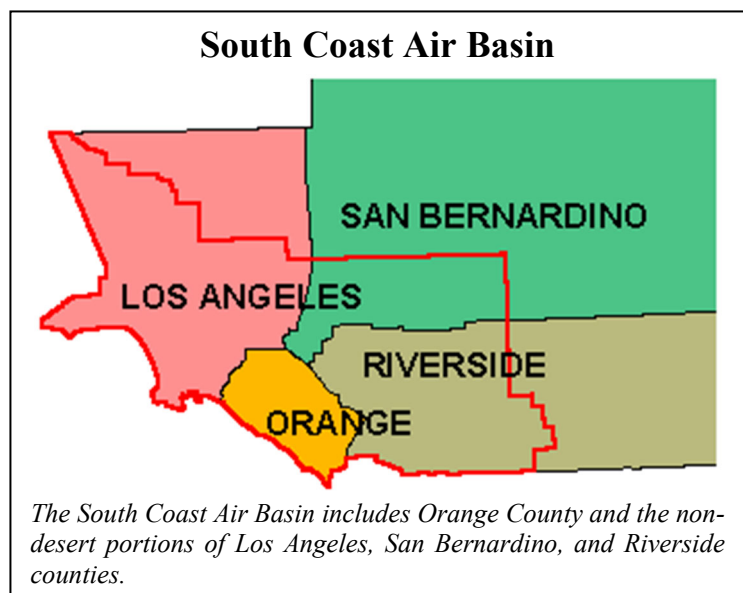 South Coast Air Basin
SAN BERNARDINO
LOS ANGELES
RIVERSIDE
ORANGE
The South Coast Air Basin includes Orange County and the non-
desert portions of Los Angeles, San Bernardino, and Riverside
counties.